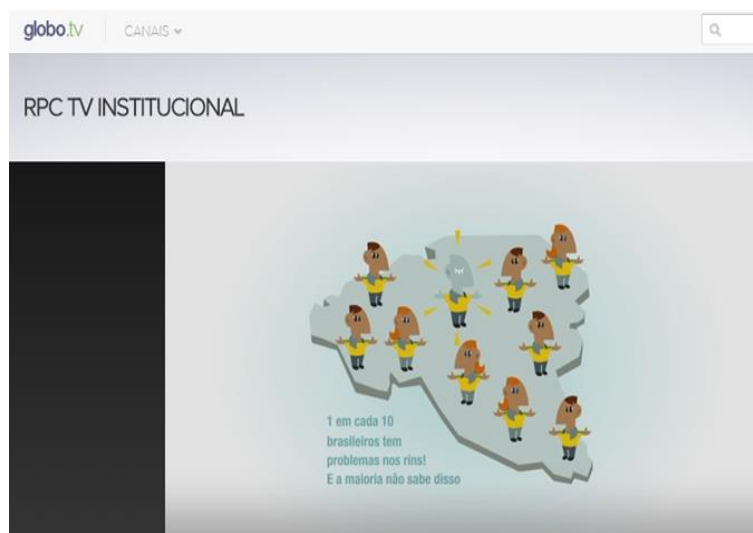 globo.tv CANAIS
RPC TV INSTITUCIONAL
1 em cada 10
brasileiros tem
problemas nos rins!
E a maioria não sabe disso